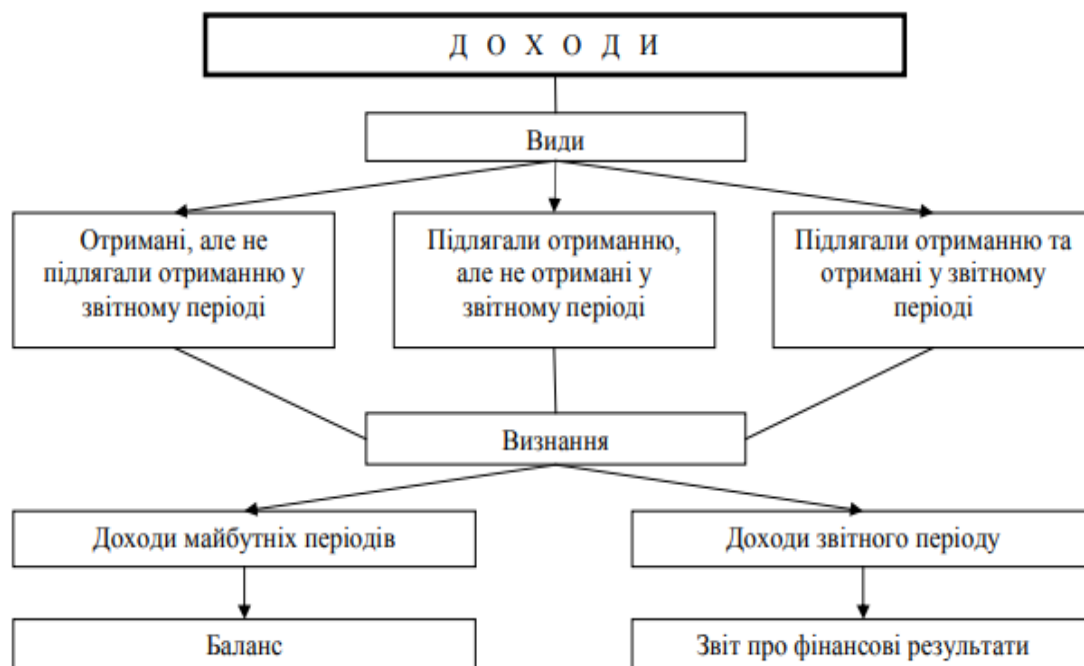 Д О Х О Д И
Види
Отримані, але не
підлягали отриманню у
звітному періоді
Підлягали отриманню,
але не отримані у
звітному періоді
Підлягали отриманню та
отримані у звітному
періоді
Визнання
Доходи майбутніх періодів
Доходи звітного періоду
Баланс
Звіт про фінансові результати